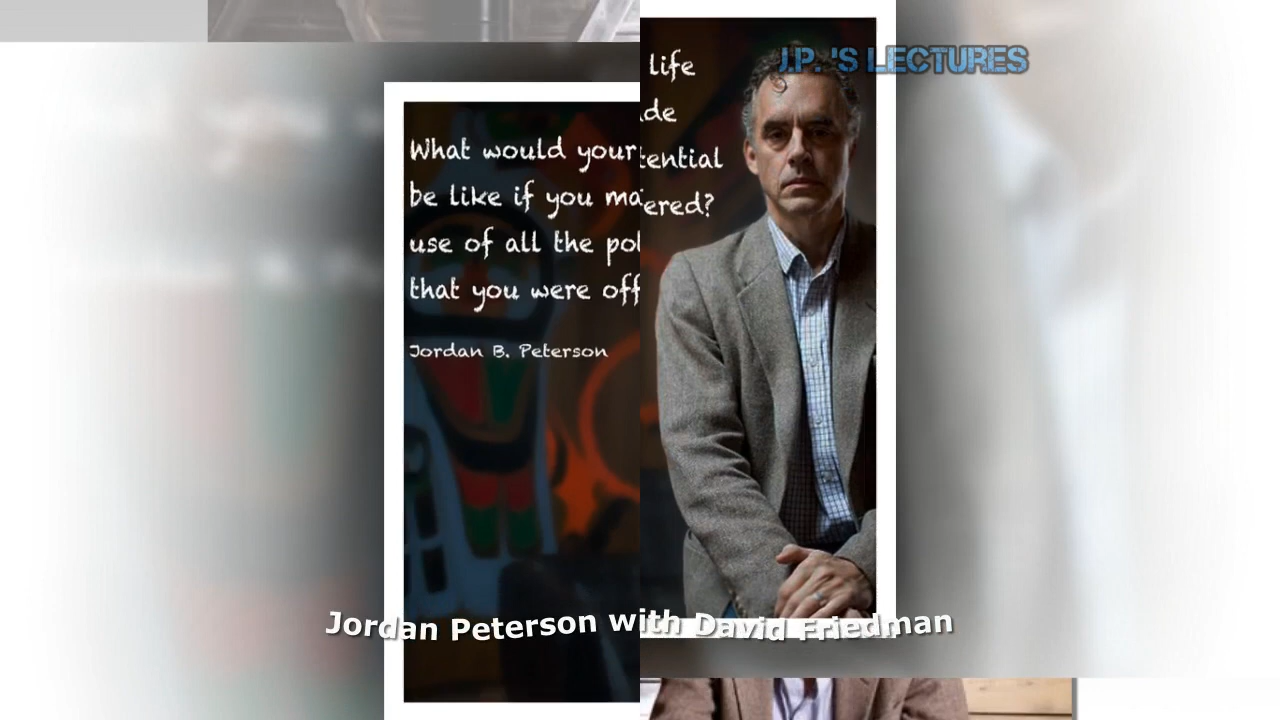 J.P. 'S LECTURES
life
de
tential
ered?
What would your
be like if you ma
use of all the po
that you were off
Jordan B. Peterson
Jordan Peterson with David Friedman